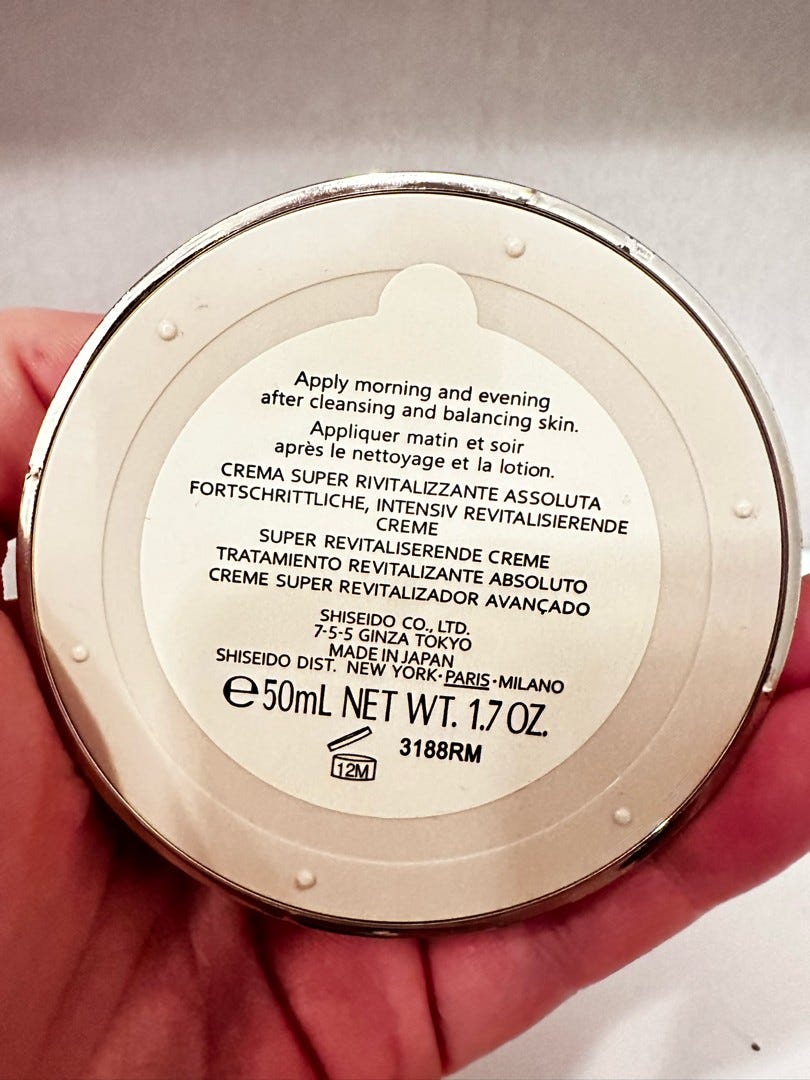 Apply morning and evening
after cleansing and balancing skin.
Appliquer matin et soir
après le nettoyage et la lotion.
CREMA SUPER RIVITALIZZANTE ASSOLUTA
FORTSCHRITTLICHE, INTENSIV REVITALISIERENDE
CREME
SUPER REVITALISERENDE CREME
TRATAMIENTO REVITALIZANTE ABSOLUTO
CREME SUPER REVITALIZADOR AVANÇADO
SHISEIDO CO., LTD.
7-5-5 GINZA TOKYO
MADE IN JAPAN
SHISEIDO DIST. NEW YORK·PARIS·MILANO
℮50mL NET WT. 1.7 OZ.
12M 3188RM